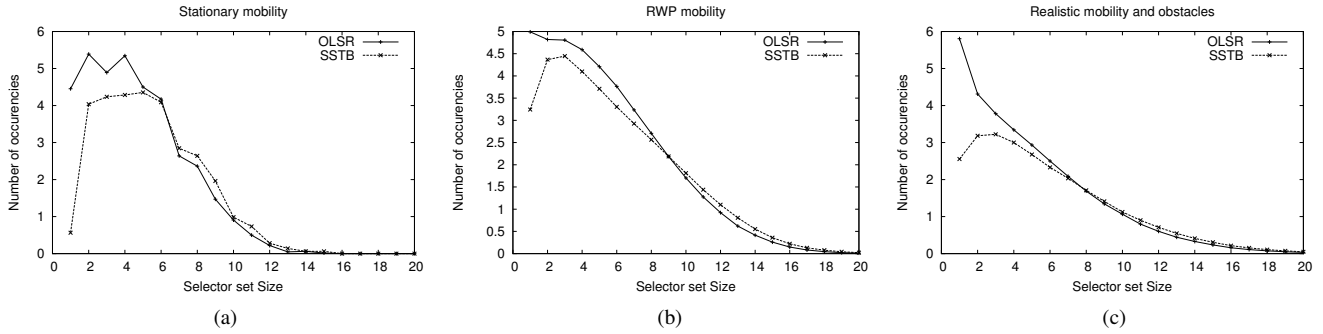 Stationary mobility
6
5
4
3
2
1
0
Number of occurencies
OLSR
SSTB
0 2 4 6 8 10 12 14 16 18 20
Selector set Size
(a)
RWP mobility
5
4.5
4
3.5
3
2.5
2
1.5
1
0.5
0
Number of occurencies
OLSR
SSTB
0 2 4 6 8 10 12 14 16 18 20
Selector set Size
(b)
Realistic mobility and obstacles
6
5
4
3
2
1
0
Number of occurencies
OLSR
SSTB
0 2 4 6 8 10 12 14 16 18 20
Selector set Size
(c)